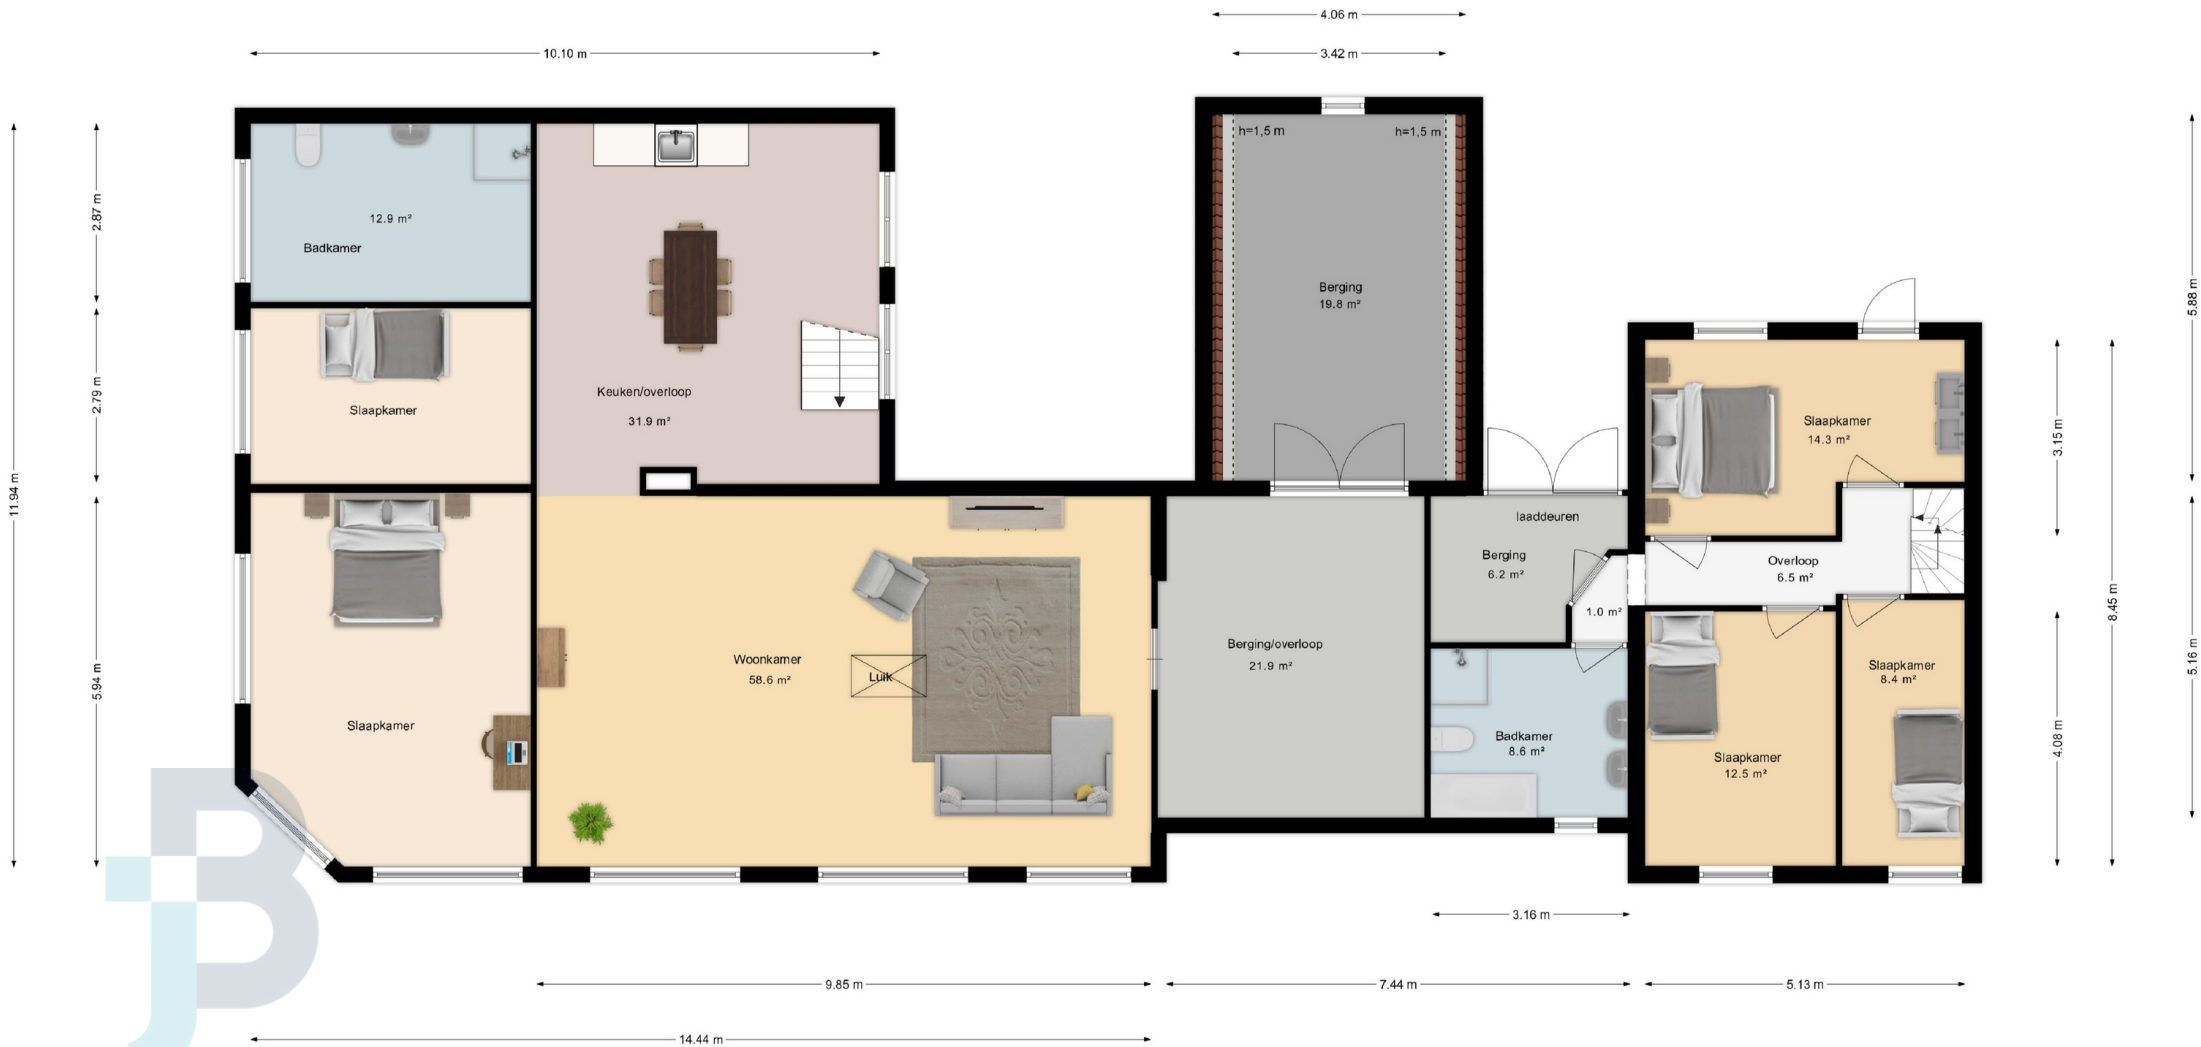 4.06 m
10.10 m
3.42 m
h=1,5 m
h=1,5 m
12.9 m²
Badkamer
Berging
19.8 m²
Slaapkamer
Keuken/overloop
31.9 m²
Slaapkamer
14.3 m²
laaddeuren
Berging
6.2 m²
Overloop
6.5 m²
1.0 m²
Berging/overloop
21.9 m²
Woonkamer
58.6 m²
Luik
Slaapkamer
Badkamer
8.6 m²
Slaapkamer
8.4 m²
Slaapkamer
12.5 m²
11.94 m
2.87 m
2.79 m
5.94 m
3.15 m
4.08 m
8.45 m
5.88 m
5.16 m
3.16 m
9.85 m
7.44 m
5.13 m
14.44 m
JB